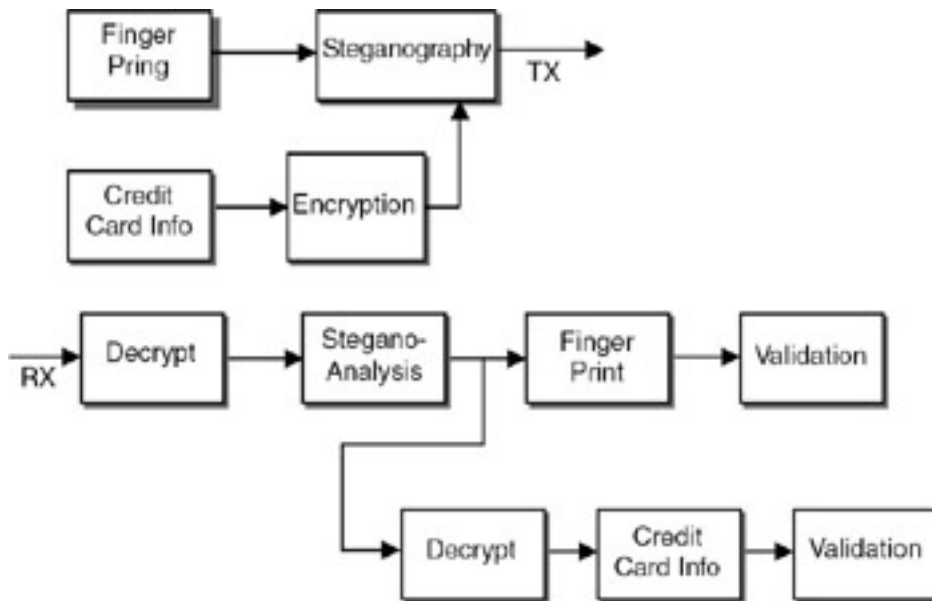 Finger
Pring
Steganography
TX
Credit
Card Info
Encryption
RX
Decrypt
Stegano-
Analysis
Finger
Print
Validation
Decrypt
Credit
Card Info
Validation